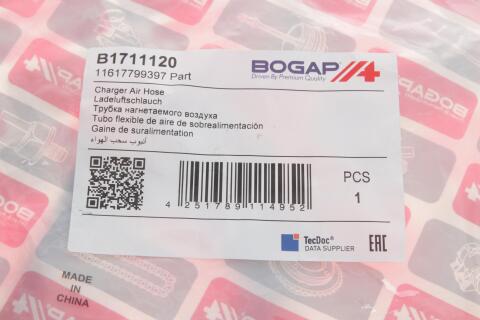 B1711120
11617799397 Part
BOGAP
Driven By Premium Quality
Charger Air Hose
Ladeluftschlauch
Трубка нагнетаемого воздуха
Tubo flexible de aire de sobrealimentación
Gaine de suralimentation
أنبوب سحب الهواء
4 251789 114952
PCS
1
TecDoc®
DATA SUPPLIER
EAC
MADE
IN
CHINA